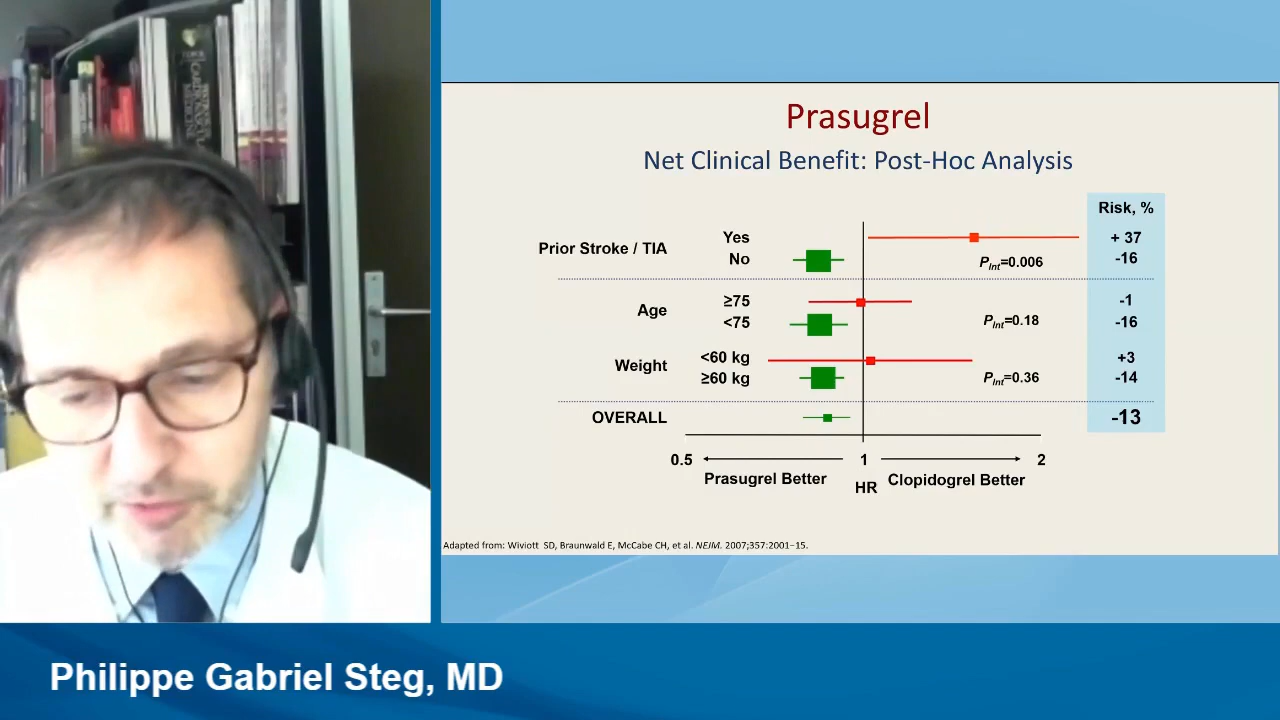 Prasugrel
Net Clinical Benefit: Post-Hoc Analysis
Risk, %
Prior Stroke / TIA
Yes
+ 37
No
-16
PInt=0.006
Age
≥75
-1
<75
-16
PInt=0.18
Weight
<60 kg
+3
≥60 kg
-14
PInt=0.36
OVERALL
-13
0.5
1
2
Prasugrel Better
HR
Clopidogrel Better
Adapted from: Wiviott SD, Braunwald E, McCabe CH, et al. NEJM. 2007;357:2001–15.
Philippe Gabriel Steg, MD